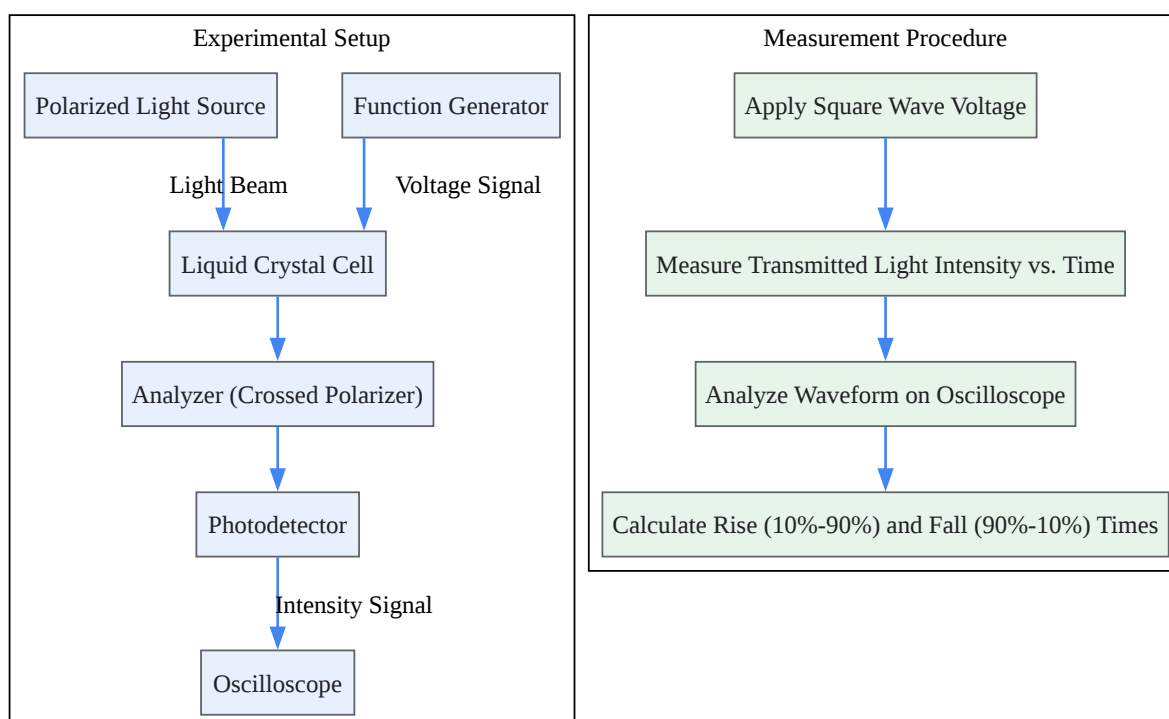 Experimental Setup
Polarized Light Source
Function Generator
Light Beam
Voltage Signal
Liquid Crystal Cell
Analyzer (Crossed Polarizer)
Photodetector
Intensity Signal
Oscilloscope
Measurement Procedure
Apply Square Wave Voltage
Measure Transmitted Light Intensity vs. Time
Analyze Waveform on Oscilloscope
Calculate Rise (10%-90%) and Fall (90%-10%) Times